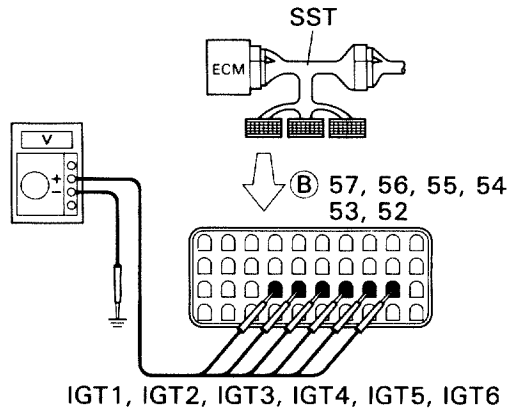 SST
ECM
V
+
−
B 57, 56, 55, 54
53, 52
IGT1, IGT2, IGT3, IGT4, IGT5, IGT6